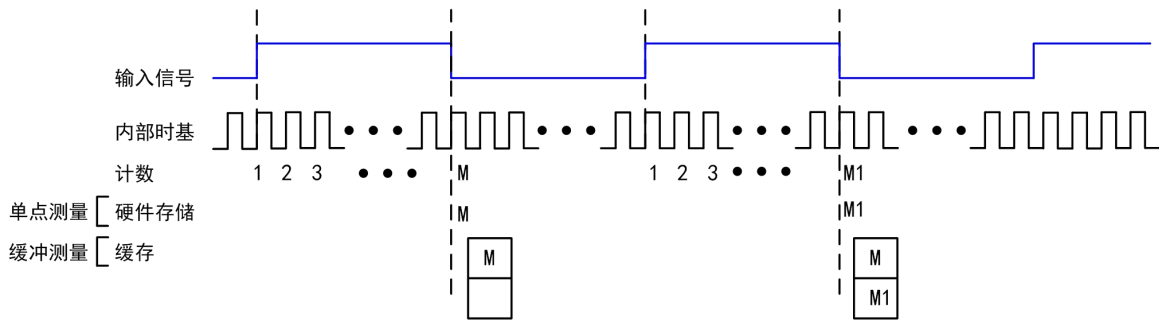 输入信号
内部时基
计数 1 2 3 ••• M 1 2 3 ••• M1
单点测量 硬件存储 M M1
缓冲测量 缓存 M M
M1